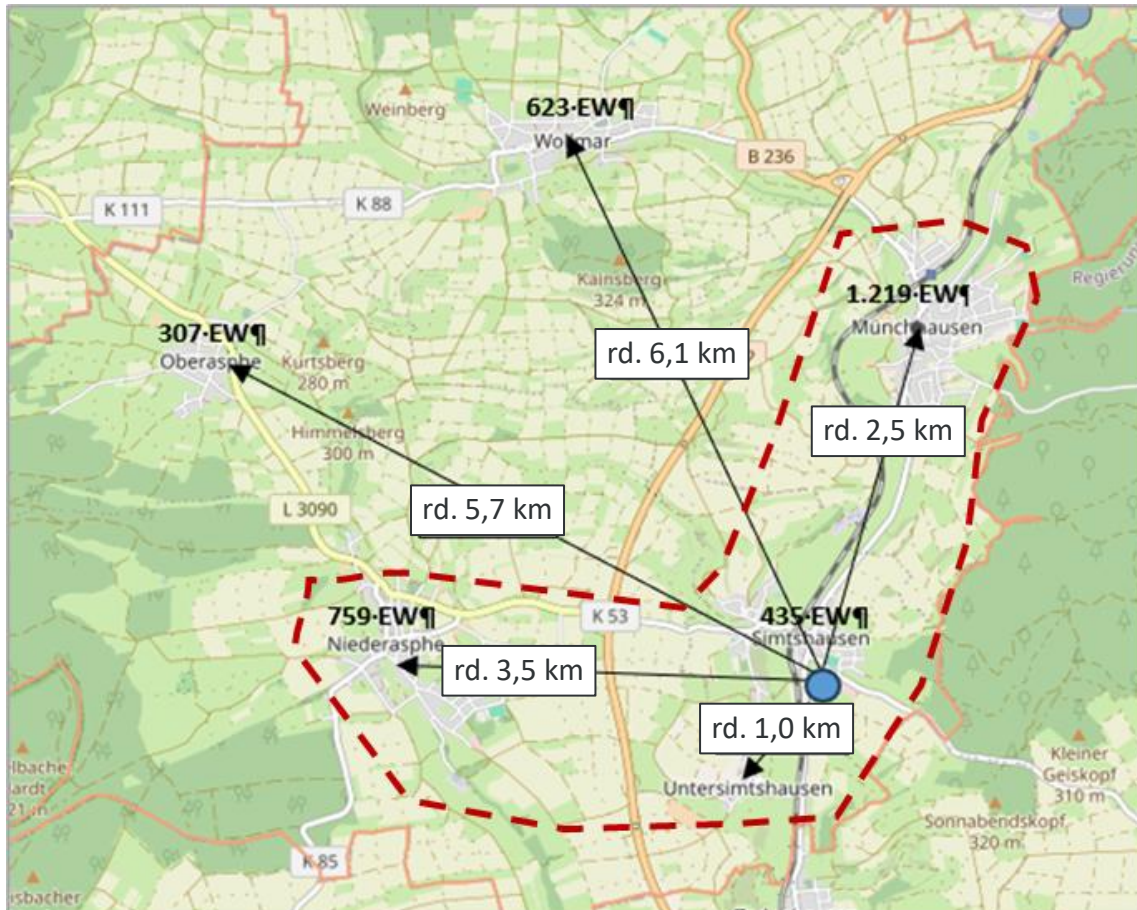 Weinberg
623·EW¶
Wollmar
B 236
K 111
K 88
Kainsberg
324 m
1.219·EW¶
Münchhausen
307·EW¶
Oberasphe
Kurtsberg
280 m
rd. 6,1 km
Himmelsberg
300 m
rd. 2,5 km
L 3090
rd. 5,7 km
759·EW¶
Niederasphe
K 53
435·EW¶
Simtshausen
rd. 3,5 km
rd. 1,0 km
Untersimtshausen
Kleiner
Geiskopf
310 m
Sonnabendskopf
320 m
K 85